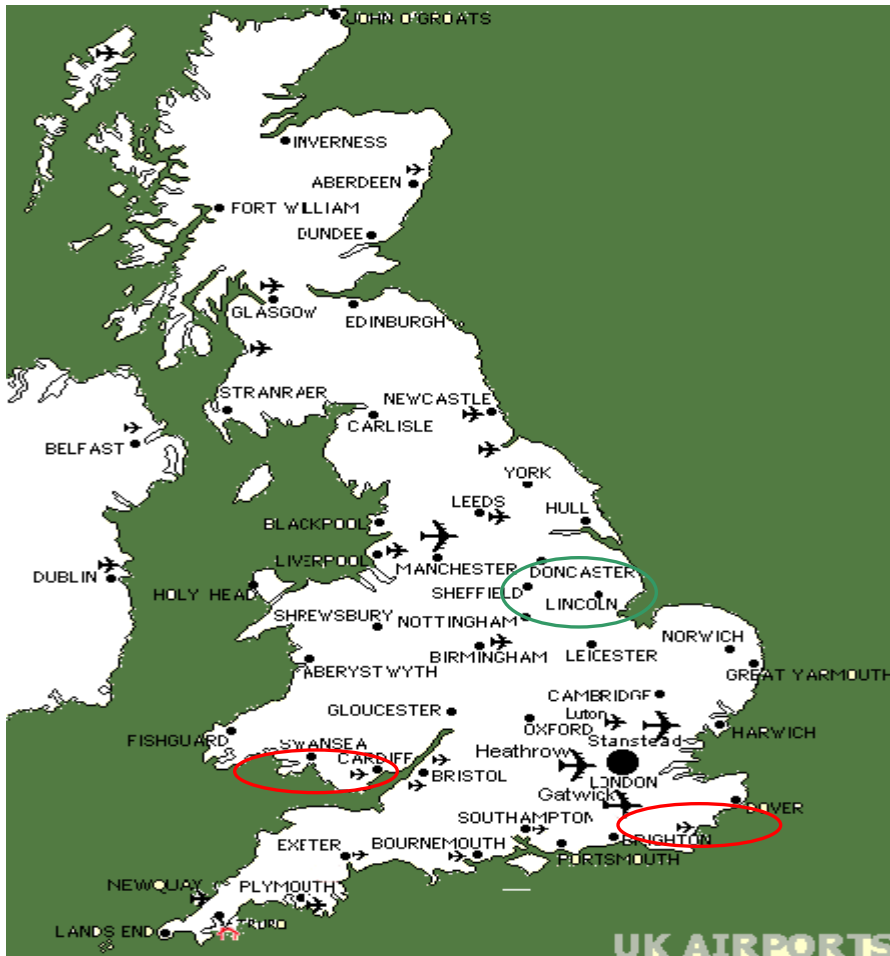 JOHN O'GROATS
INVERNESS
ABERDEEN
FORT WILLIAM
DUNDEE
GLASGOW
EDINBURGH
STRANRAER
NEWCASTLE
CARLISLE
BELFAST
YORK
LEEDS
HULL
BLACKPOOL
LIVERPOOL
MANCHESTER
DONCASTER
DUBLIN
HOLY HEAD
SHEFFIELD
LINCOLN
SHREWSBURY
NOTTINGHAM
NORWICH
BIRMINGHAM
LEICESTER
ABERYSTWYTH
GREAT YARMOUTH
CAMBRIDGE
GLOUCESTER
Luton
OXFORD
HARWICH
FISHGUARD
SWANSEA
Stanstead
Heathrow
CARDIFF
BRISTOL
LONDON
Gatwick
DOVER
SOUTHAMPTON
BRIGHTON
EXETER
BOURNEMOUTH
PORTSMOUTH
NEWQUAY
PLYMOUTH
TRURO
LANDS END
UK AIRPORTS